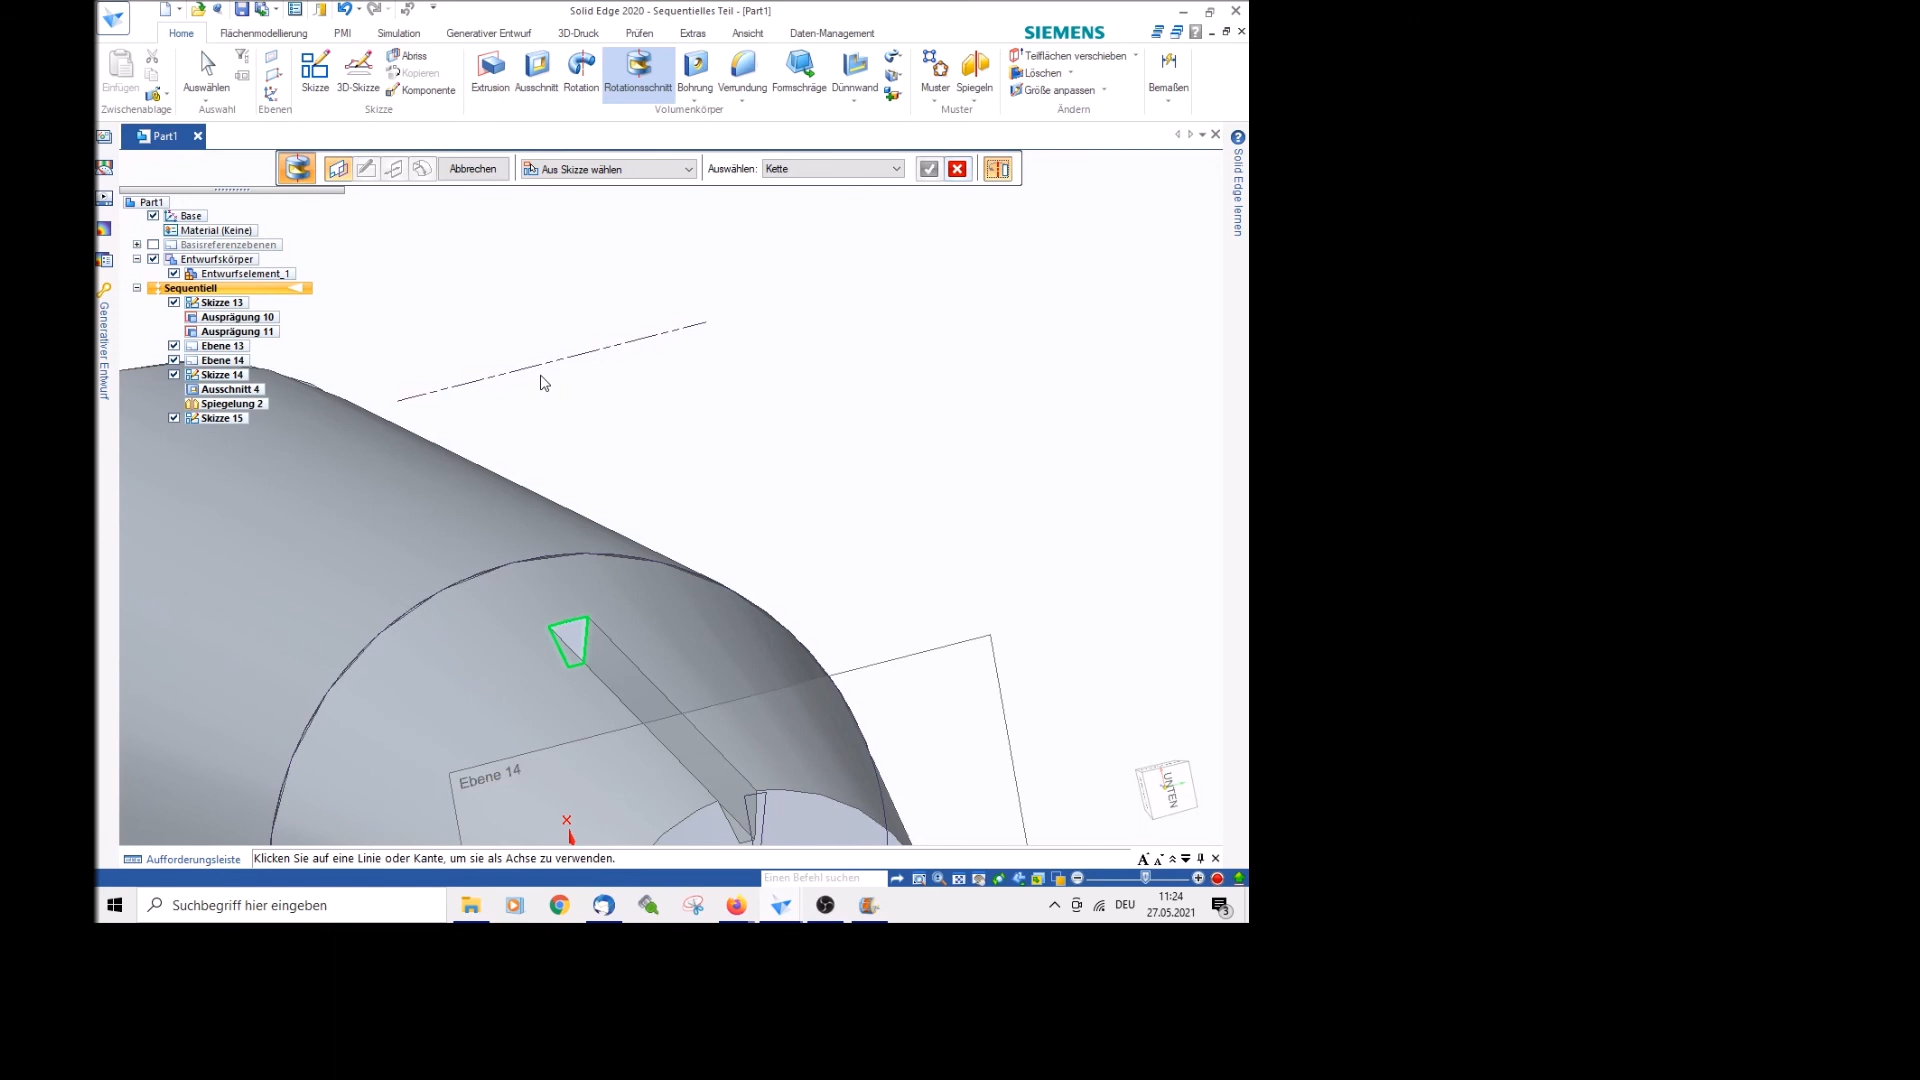 Solid Edge 2020 - Sequentielles Teil - [Part1]
Home
Flächenmodellierung
PMI
Simulation
Generativer Entwurf
3D-Druck
Prüfen
Extras
Ansicht
Daten-Management
SIEMENS
Einfügen
Zwischenablage
Auswählen
Auswahl
Ebenen
Skizze
3D-Skizze
Abriss
Kopieren
Komponente
Skizze
Extrusion
Ausschnitt
Rotation
Rotationsschnitt
Bohrung
Verrundung
Formschräge
Dünnwand
Volumenkörper
Muster
Spiegeln
Muster
Teilflächen verschieben
Löschen
Größe anpassen
Ändern
Bemaßen
Part1
Abbrechen
Aus Skizze wählen
Auswählen:
Kette
Solid Edge lernen
Generativer Entwurf
Part1
Base
Material (Keine)
Basisreferenzebenen
Entwurfskörper
Entwurfselement_1
Sequentiell
Skizze 13
Ausprägung 10
Ausprägung 11
Ebene 13
Ebene 14
Skizze 14
Ausschnitt 4
Spiegelung 2
Skizze 15
Ebene 14
X
UNTEN
Aufforderungsleiste
Klicken Sie auf eine Linie oder Kante, um sie als Achse zu verwenden.
Einen Befehl suchen
Suchbegriff hier eingeben
DEU
11:24
27.05.2021
3